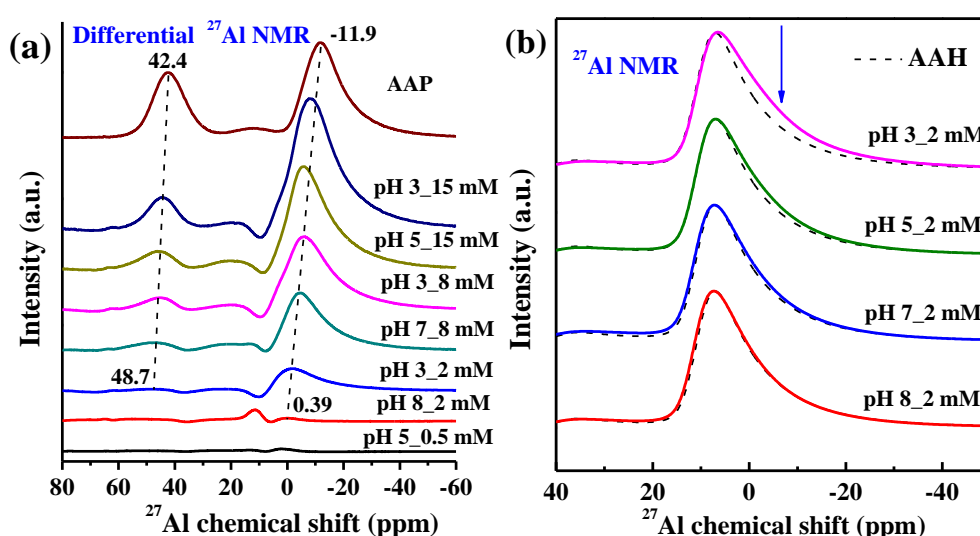 (a)
Differential ²⁷Al NMR
-11.9
42.4
AAP
pH 3_15 mM
pH 5_15 mM
pH 3_8 mM
pH 7_8 mM
pH 3_2 mM
48.7
0.39
pH 8_2 mM
pH 5_0.5 mM
80 60 40 20 0 -20 -40 -60
²⁷Al chemical shift (ppm)
Intensity (a.u.)
(b)
²⁷Al NMR
AAH
pH 3_2 mM
pH 5_2 mM
pH 7_2 mM
pH 8_2 mM
40 20 0 -20 -40
²⁷Al chemical shift (ppm)
Intensity (a.u.)